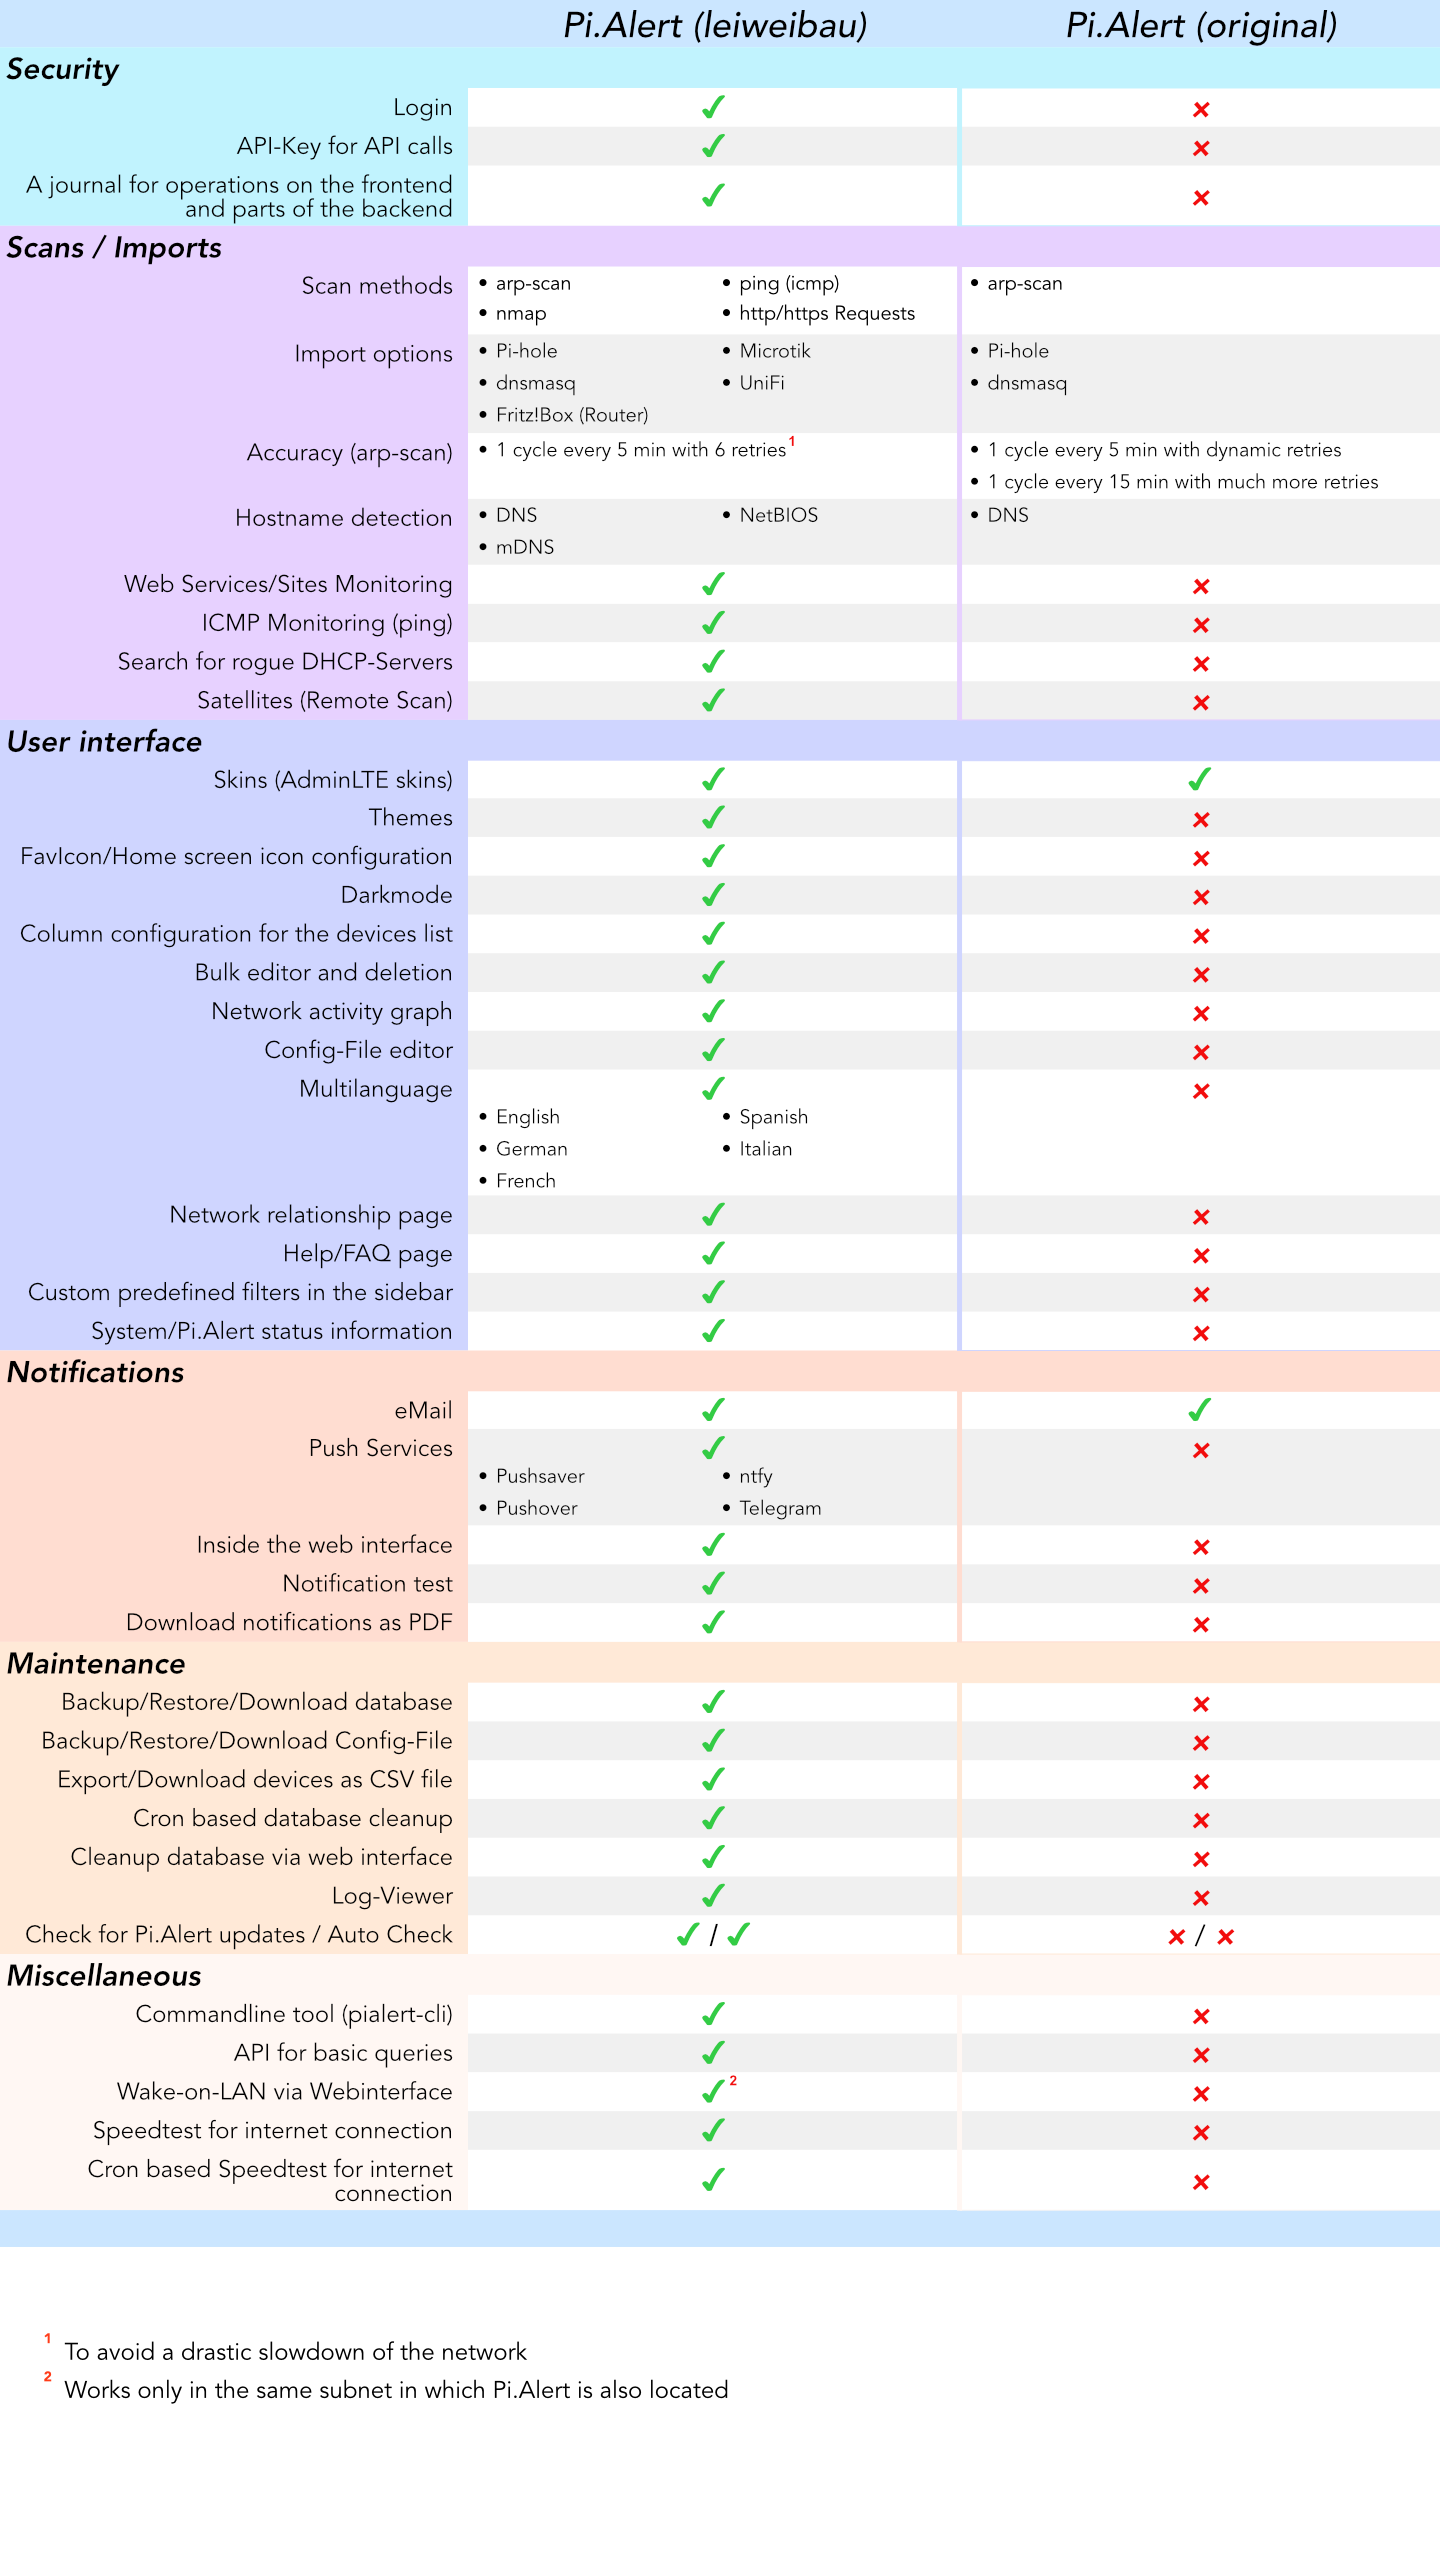 Pi.Alert (leiweibau) Pi.Alert (original)
Security
Login ✓ ×
API-Key for API calls ✓ ×
A journal for operations on the frontend
and parts of the backend ✓ ×
Scans / Imports
Scan methods • arp-scan • ping (icmp) • arp-scan
• nmap • http/https Requests
Import options • Pi-hole • Microtik • Pi-hole
• dnsmasq • UniFi • dnsmasq
• Fritz!Box (Router)
Accuracy (arp-scan) • 1 cycle every 5 min with 6 retries 1 • 1 cycle every 5 min with dynamic retries
• 1 cycle every 15 min with much more retries
Hostname detection • DNS • NetBIOS • DNS
• mDNS
Web Services/Sites Monitoring ✓ ×
ICMP Monitoring (ping) ✓ ×
Search for rogue DHCP-Servers ✓ ×
Satellites (Remote Scan) ✓ ×
User interface
Skins (AdminLTE skins) ✓ ✓
Themes ✓ ×
FavIcon/Home screen icon configuration ✓ ×
Darkmode ✓ ×
Column configuration for the devices list ✓ ×
Bulk editor and deletion ✓ ×
Network activity graph ✓ ×
Config-File editor ✓ ×
Multilanguage ✓ ×
• English • Spanish
• German • Italian
• French
Network relationship page ✓ ×
Help/FAQ page ✓ ×
Custom predefined filters in the sidebar ✓ ×
System/Pi.Alert status information ✓ ×
Notifications
eMail ✓ ✓
Push Services ✓ ×
• Pushsaver • ntfy
• Pushover • Telegram
Inside the web interface ✓ ×
Notification test ✓ ×
Download notifications as PDF ✓ ×
Maintenance
Backup/Restore/Download database ✓ ×
Backup/Restore/Download Config-File ✓ ×
Export/Download devices as CSV file ✓ ×
Cron based database cleanup ✓ ×
Cleanup database via web interface ✓ ×
Log-Viewer ✓ ×
Check for Pi.Alert updates / Auto Check ✓ / ✓ × / ×
Miscellaneous
Commandline tool (pialert-cli) ✓ ×
API for basic queries ✓ ×
Wake-on-LAN via Webinterface ✓ 2 ×
Speedtest for internet connection ✓ ×
Cron based Speedtest for internet
connection ✓ ×
1 To avoid a drastic slowdown of the network
2 Works only in the same subnet in which Pi.Alert is also located